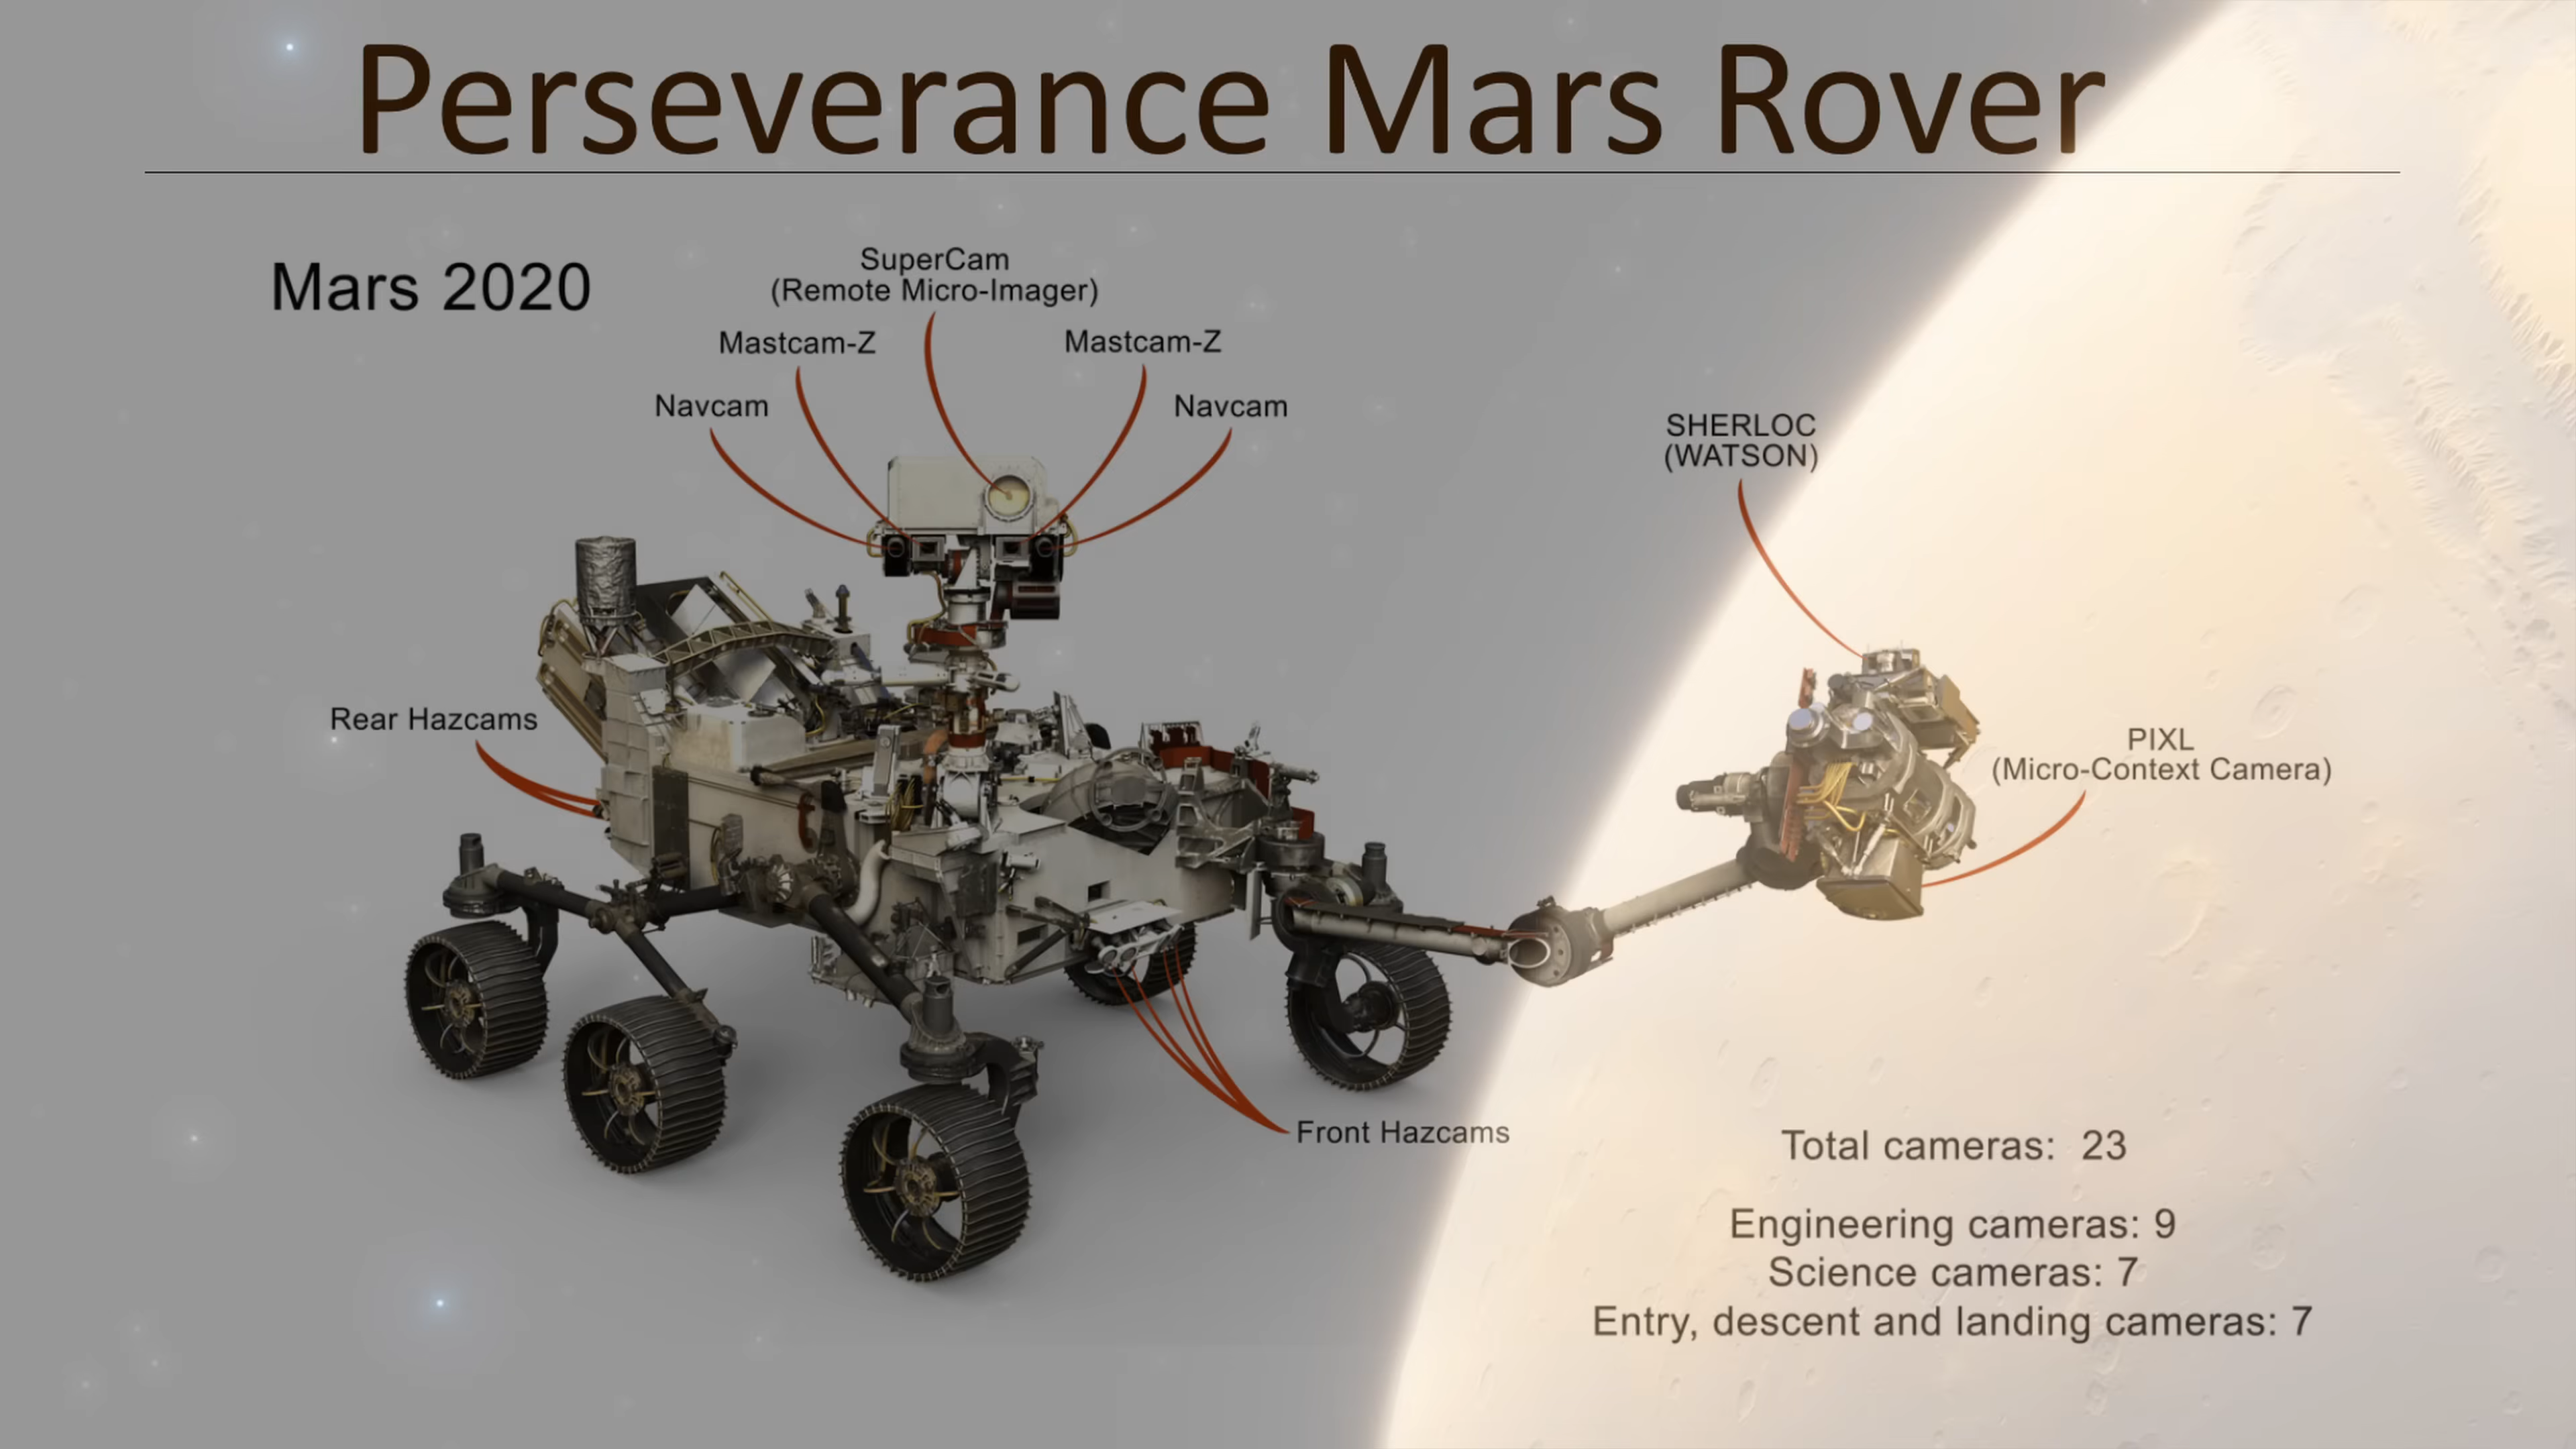 Perseverance Mars Rover
Mars 2020
SuperCam
(Remote Micro-Imager)
Mastcam-Z
Mastcam-Z
Navcam
Navcam
SHERLOC
(WATSON)
Rear Hazcams
PIXL
(Micro-Context Camera)
Front Hazcams
Total cameras: 23
Engineering cameras: 9
Science cameras: 7
Entry, descent and landing cameras: 7